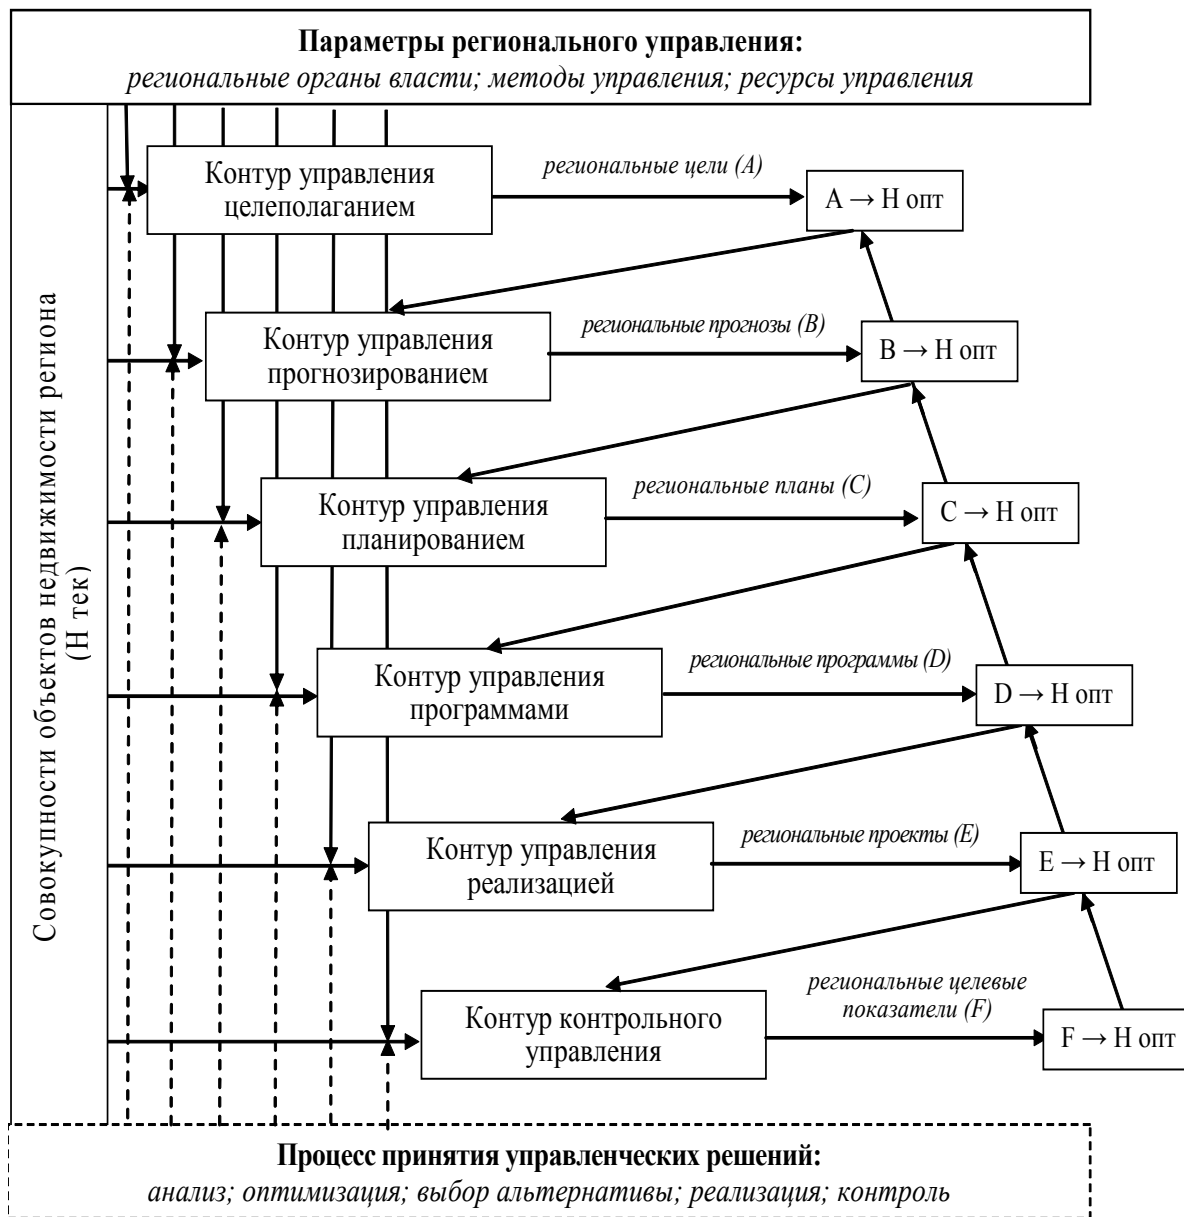 Параметры регионального управления:
региональные органы власти; методы управления; ресурсы управления
Совокупности объектов недвижимости региона
(Н тек)
Контур управления
целеполаганием
региональные цели (A)
A → Н опт
Контур управления
прогнозированием
региональные прогнозы (B)
B → Н опт
Контур управления
планированием
региональные планы (C)
C → Н опт
Контур управления
программами
региональные программы (D)
D → Н опт
Контур управления
реализацией
региональные проекты (E)
E → Н опт
Контур контрольного
управления
региональные целевые
показатели (F)
F → Н опт
Процесс принятия управленческих решений:
анализ; оптимизация; выбор альтернативы; реализация; контроль